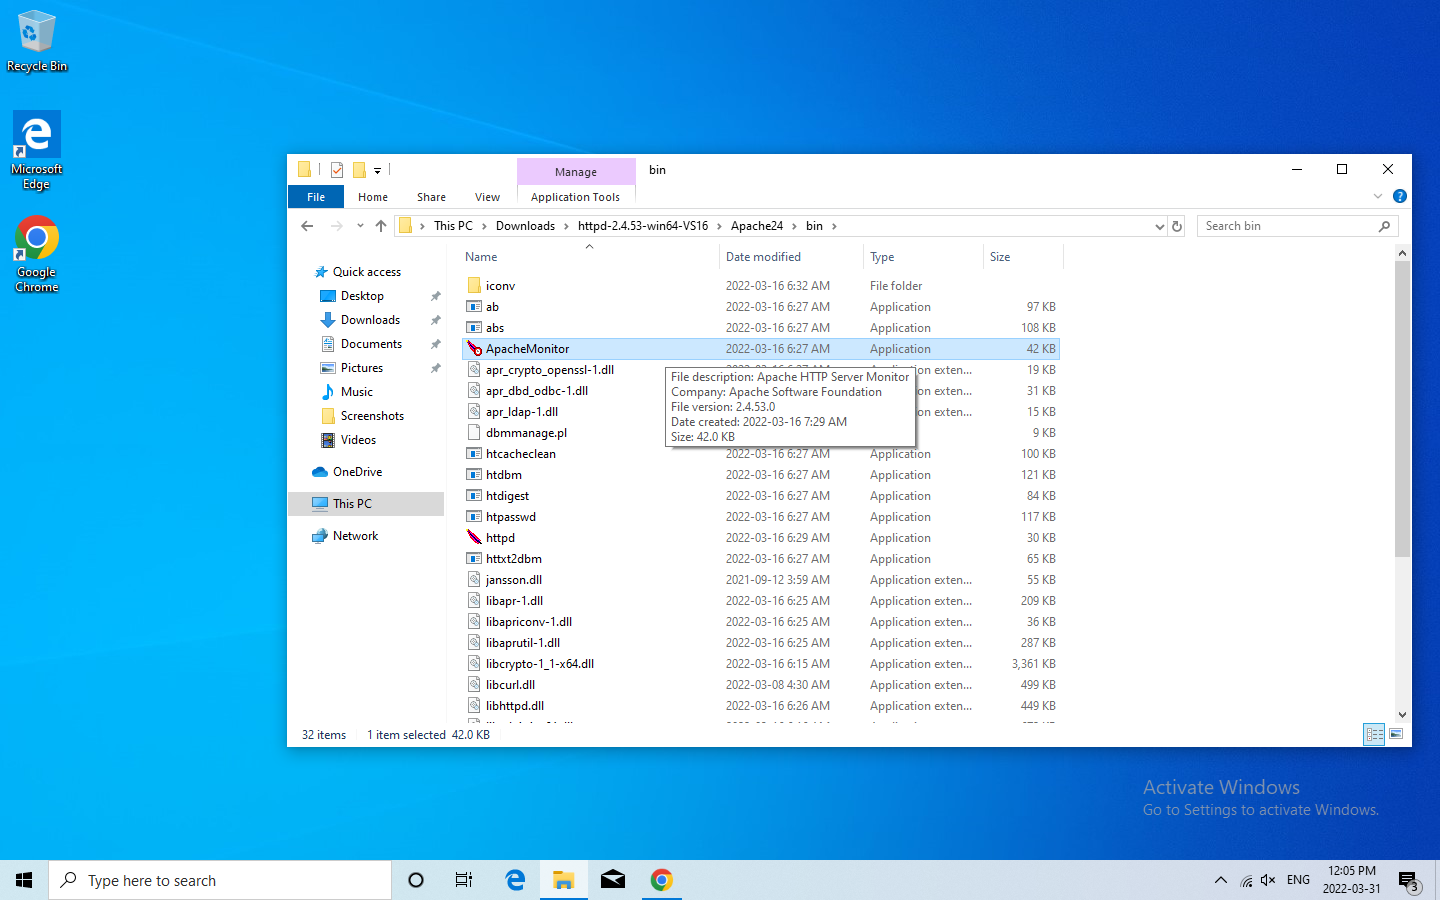 Recycle Bin
Microsoft
Edge
Google
Chrome
Manage
bin
File
Home
Share
View
Application Tools
This PC
Downloads
httpd-2.4.53-win64-VS16
Apache24
bin
Search bin
Quick access
Desktop
Downloads
Documents
Pictures
Music
Screenshots
Videos
OneDrive
This PC
Network
Name Date modified Type Size
iconv 2022-03-16 6:32 AM File folder
ab 2022-03-16 6:27 AM Application 97 KB
abs 2022-03-16 6:27 AM Application 108 KB
ApacheMonitor 2022-03-16 6:27 AM Application 42 KB
apr_crypto_openssl-1.dll 19 KB
apr_dbd_odbc-1.dll Application exten... 31 KB
apr_ldap-1.dll Application exten... 15 KB
dbmmanage.pl 9 KB
File description: Apache HTTP Server Monitor
Company: Apache Software Foundation
File version: 2.4.53.0
Date created: 2022-03-16 7:29 AM
Size: 42.0 KB
htcacheclean 2022-03-16 6:27 AM Application 100 KB
htdbm 2022-03-16 6:27 AM Application 121 KB
htdigest 2022-03-16 6:27 AM Application 84 KB
htpasswd 2022-03-16 6:27 AM Application 117 KB
httpd 2022-03-16 6:29 AM Application 30 KB
httxt2dbm 2022-03-16 6:27 AM Application 65 KB
jansson.dll 2021-09-12 3:59 AM Application exten... 55 KB
libapr-1.dll 2022-03-16 6:25 AM Application exten... 209 KB
libapriconv-1.dll 2022-03-16 6:25 AM Application exten... 36 KB
libaprutil-1.dll 2022-03-16 6:25 AM Application exten... 287 KB
libcrypto-1_1-x64.dll 2022-03-16 6:15 AM Application exten... 3,361 KB
libcurl.dll 2022-03-08 4:30 AM Application exten... 499 KB
libhttpd.dll 2022-03-16 6:26 AM Application exten... 449 KB
32 items 1 item selected 42.0 KB
Activate Windows
Go to Settings to activate Windows.
Type here to search
ENG
12:05 PM
2022-03-31
3